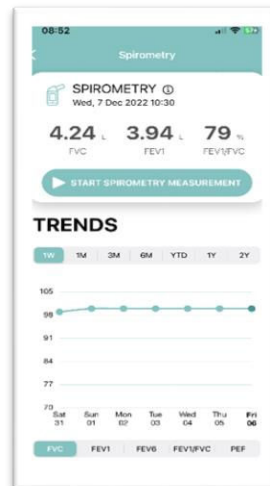 08:52
Spirometry
SPIROMETRY
Wed, 7 Dec 2022 10:30
4.24 L 3.94 L 79 %
FVC FEV1 FEV1/FVC
START SPIROMETRY MEASUREMENT
TRENDS
1W 1M 3M 6M YTD 1Y 2Y
105
98
91
84
77
70
Sat Sun Mon Tue Wed Thu Fri
31 01 02 03 04 05 06
FVC FEV1 FEV6 FEV1/FVC PEF